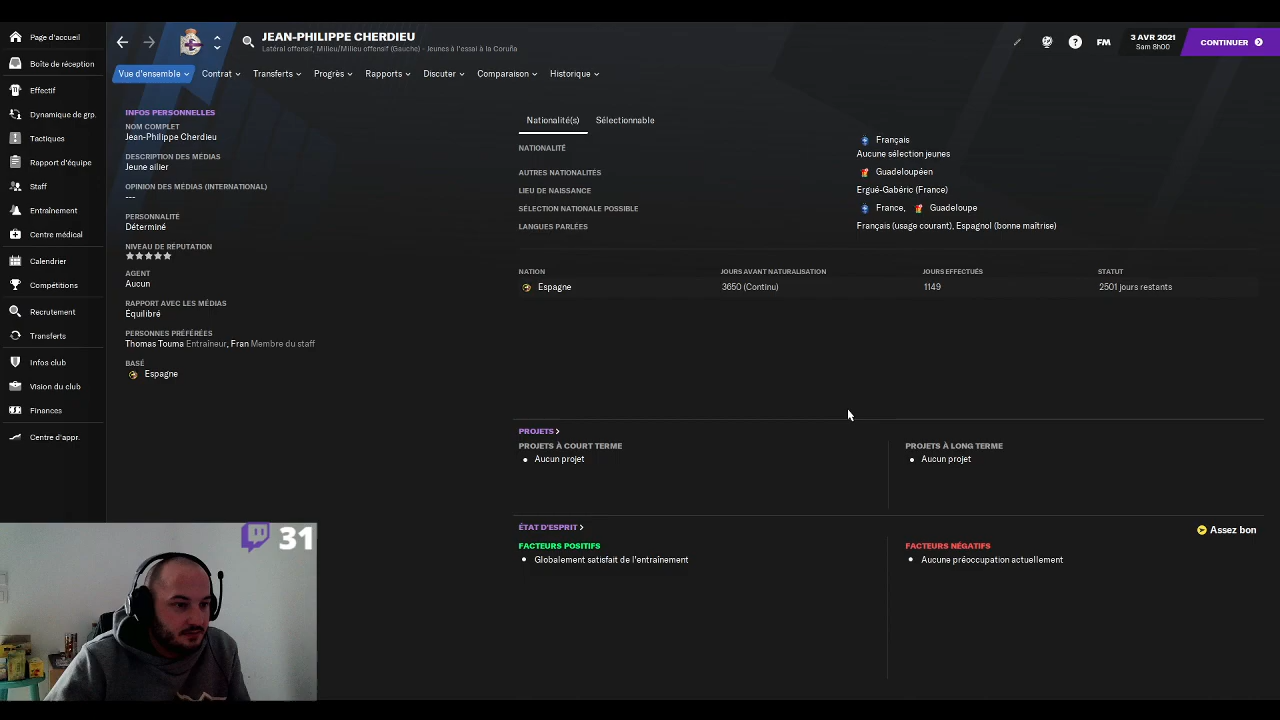 JEAN-PHILIPPE CHERDIEU
Latéral offensif, Milieu/Milieu offensif (Gauche) - Jeunes à l'essai à la Coruña
3 AVR 2021
Sam 8h00
CONTINUER
FM
Page d'accueil
Boîte de réception
Effectif
Dynamique de grp.
Tactiques
Rapport d'équipe
Staff
Entraînement
Centre médical
Calendrier
Compétitions
Recrutement
Transferts
Infos club
Vision du club
Finances
Centre d'appr.
Vue d'ensemble
Contrat
Transferts
Progrès
Rapports
Discuter
Comparaison
Historique
INFOS PERSONNELLES
NOM COMPLET
Jean-Philippe Cherdieu
DESCRIPTION DES MÉDIAS
Jeune ailier
OPINION DES MÉDIAS (INTERNATIONAL)
---
PERSONNALITÉ
Déterminé
NIVEAU DE RÉPUTATION
AGENT
Aucun
RAPPORT AVEC LES MÉDIAS
Équilibré
PERSONNES PRÉFÉRÉES
Thomas Touma Entraîneur, Fran Membre du staff
BASÉ
Espagne
Nationalité(s)
Sélectionnable
NATIONALITÉ
Français
Aucune sélection jeunes
AUTRES NATIONALITÉS
Guadeloupéen
LIEU DE NAISSANCE
Ergué-Gabéric (France)
SÉLECTION NATIONALE POSSIBLE
France, Guadeloupe
LANGUES PARLÉES
Français (usage courant), Espagnol (bonne maîtrise)
NATION JOURS AVANT NATURALISATION JOURS EFFECTUÉS STATUT
Espagne 3650 (Continu) 1149 2501 jours restants
PROJETS
PROJETS À COURT TERME
Aucun projet
PROJETS À LONG TERME
Aucun projet
ÉTAT D'ESPRIT
Assez bon
FACTEURS POSITIFS
Globalement satisfait de l'entraînement
FACTEURS NÉGATIFS
Aucune préoccupation actuellement
31